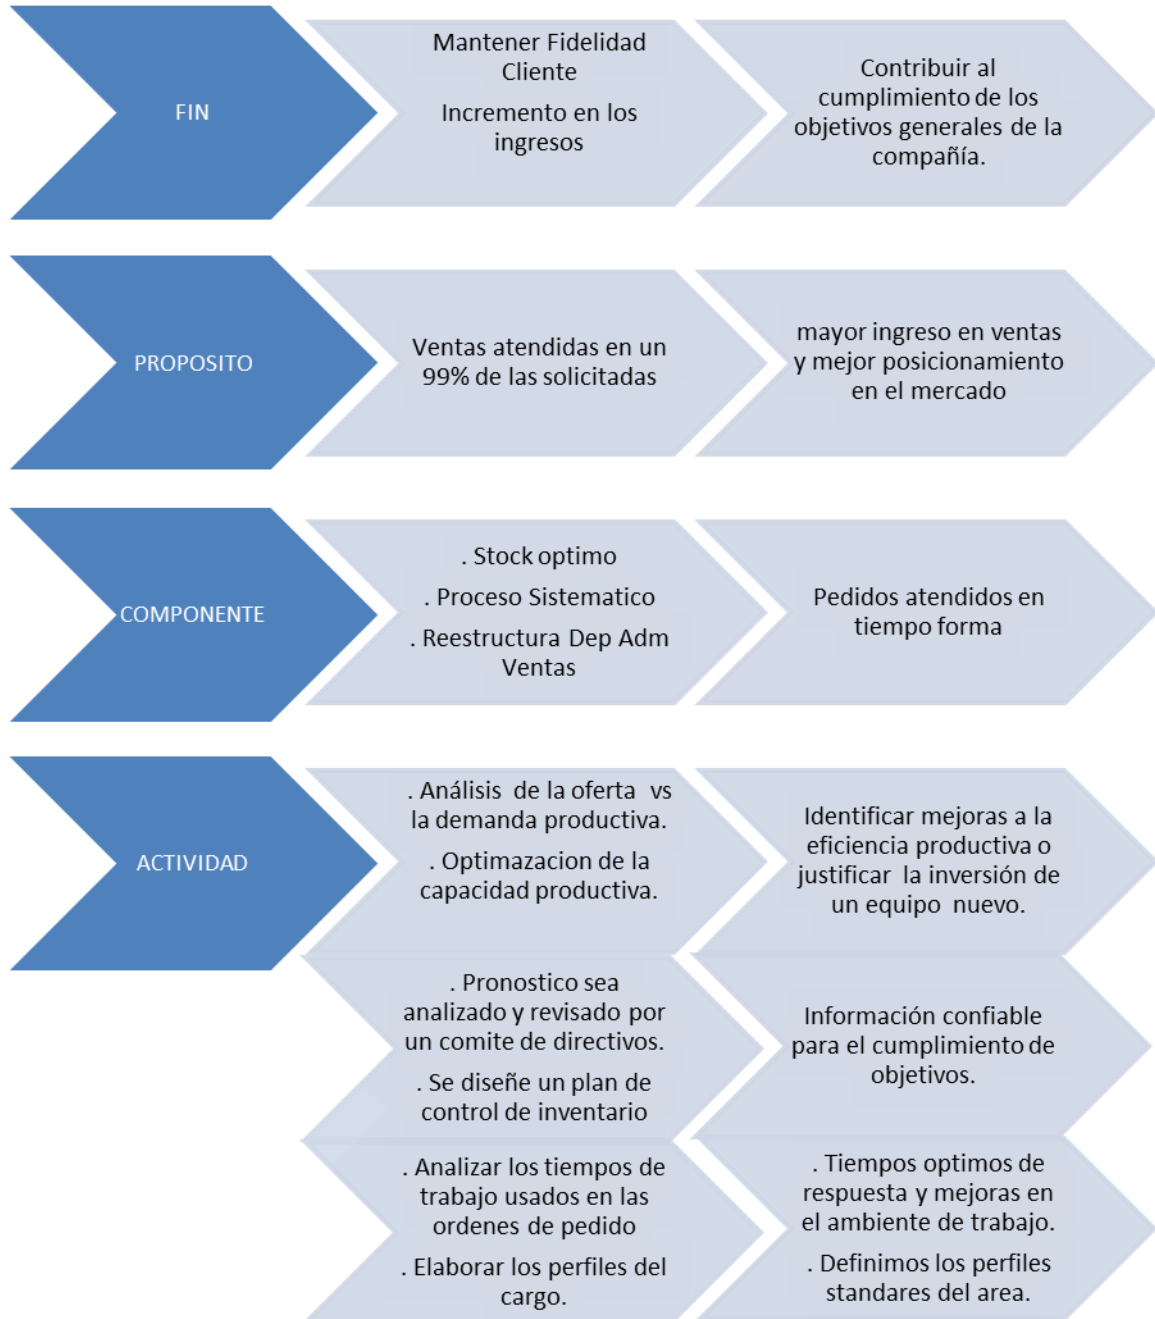 FIN
Mantener Fidelidad
Cliente
Incremento en los
ingresos
Contribuir al
cumplimiento de los
objetivos generales de la
compañía.
PROPOSITO
Ventas atendidas en un
99% de las solicitadas
mayor ingreso en ventas
y mejor posicionamiento
en el mercado
COMPONENTE
. Stock optimo
. Proceso Sistematico
. Reestructura Dep Adm
Ventas
Pedidos atendidos en
tiempo forma
ACTIVIDAD
. Análisis de la oferta vs
la demanda productiva.
. Optimazacion de la
capacidad productiva.
Identificar mejoras a la
eficiencia productiva o
justificar la inversión de
un equipo nuevo.
. Pronostico sea
analizado y revisado por
un comite de directivos.
. Se diseñe un plan de
control de inventario
Información confiable
para el cumplimiento de
objetivos.
. Analizar los tiempos de
trabajo usados en las
ordenes de pedido
. Elaborar los perfiles del
cargo.
. Tiempos optimos de
respuesta y mejoras en
el ambiente de trabajo.
. Definimos los perfiles
standares del area.